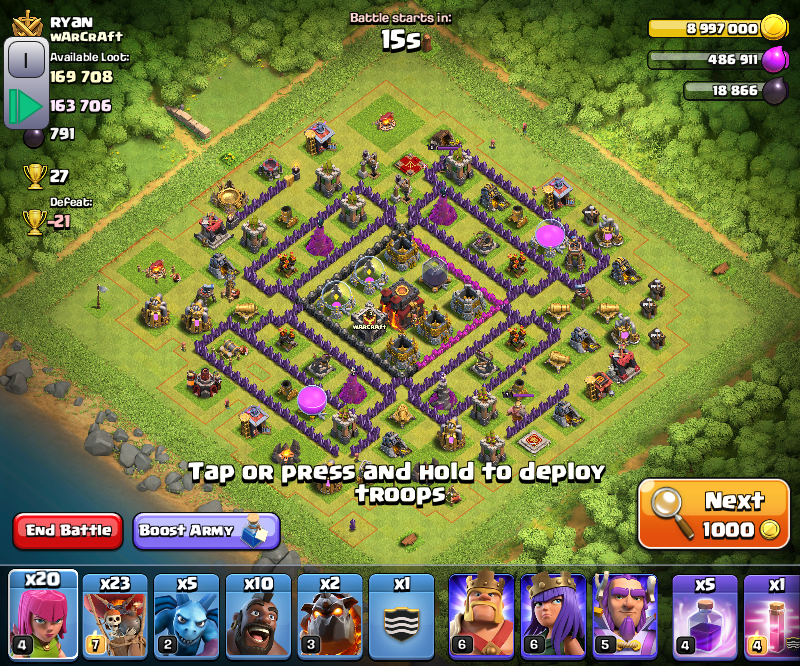 RYAN
WARCRAFT
Available Loot:
169 708
163 706
791
27
Defeat:
-21
Battle starts in:
15s
8 997 000
486 911
18 866
WARCRAFT
Tap or press and hold to deploy
troops
End Battle
Boost Army
Next
1000
x20
x23
x5
x10
x2
x1
x5
x1
4
7
2
3
6
6
5
4
4